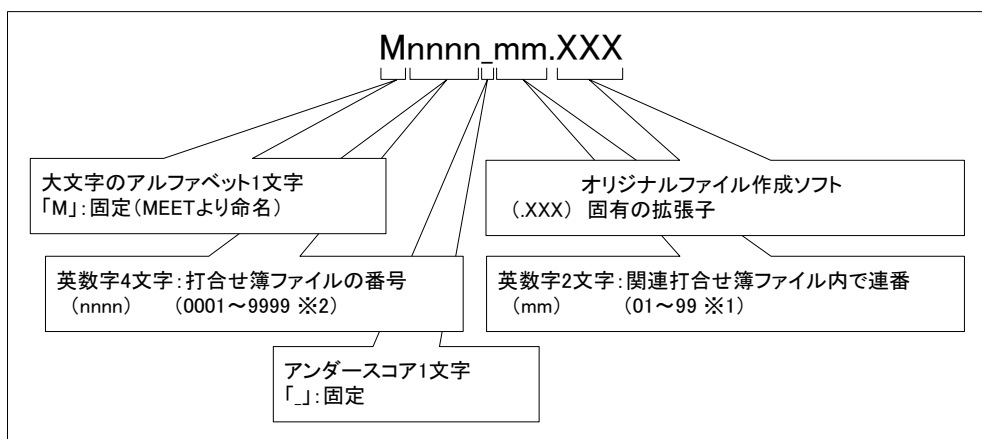 Mnnnn_mm.XXX
大文字のアルファベット1文字
「M」:固定(MEETより命名)
オリジナルファイル作成ソフト
(.XXX) 固有の拡張子
英数字4文字:打合せ簿ファイルの番号
(nnnn) (0001～9999 ※2)
英数字2文字:関連打合せ簿ファイル内で連番
(mm) (01～99 ※1)
アンダースコア1文字
「_」:固定